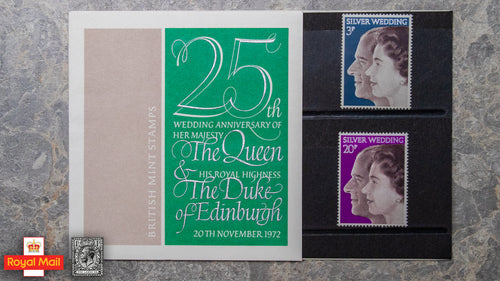 BRITISH MINT STAMPS
25th
WEDDING ANNIVERSARY OF
HER MAJESTY
The Queen
& HIS ROYAL HIGHNESS
The Duke
of Edinburgh
20TH NOVEMBER 1972
SILVER WEDDING
3p
SILVER WEDDING
20p
Royal Mail